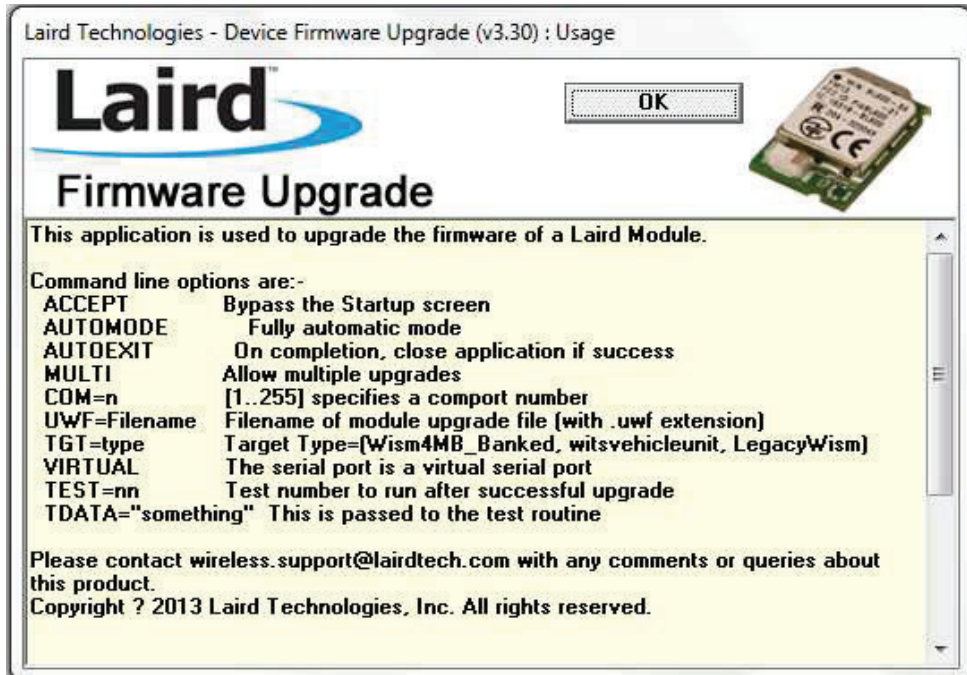 Laird Technologies - Device Firmware Upgrade (v3.30) : Usage
Laird™
OK
Firmware Upgrade
This application is used to upgrade the firmware of a Laird Module.
Command line options are:-
ACCEPT Bypass the Startup screen
AUTOMODE Fully automatic mode
AUTOEXIT On completion, close application if success
MULTI Allow multiple upgrades
COM=n [1..255] specifies a comport number
UWF=Filename Filename of module upgrade file (with .uwf extension)
TGT=type Target Type=(Wism4MB_Banked, witsvehicleunit, LegacyWism)
VIRTUAL The serial port is a virtual serial port
TEST=nn Test number to run after successful upgrade
TDATA="something" This is passed to the test routine
Please contact wireless.support@lairdtech.com with any comments or queries about
this product.
Copyright ? 2013 Laird Technologies, Inc. All rights reserved.